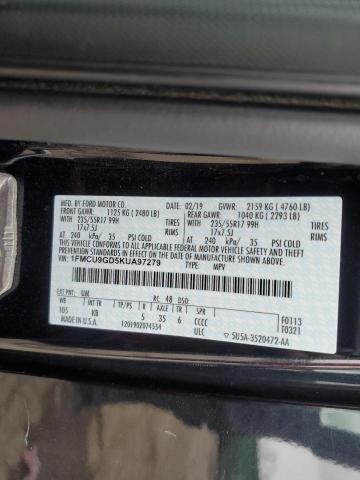 MFD. BY FORD MOTOR CO.
DATE: 02/19 GVWR: 2159 KG ( 4760 LB)
FRONT GAWR: 1125 KG ( 2480 LB) REAR GAWR: 1040 KG ( 2293 LB)
WITH 235/55R17 99H TIRES WITH 235/55R17 99H TIRES
17x7.5J RIMS 17x7.5J RIMS
AT 240 kPa/ 35 PSI COLD AT 240 kPa/ 35 PSI COLD
THIS VEHICLE CONFORMS TO ALL APPLICABLE FEDERAL MOTOR VEHICLE SAFETY AND THEFT PREVENTION STANDARDS IN EFFECT ON THE DATE OF MANUFACTURE SHOWN ABOVE.
VIN: 1FMCU9GD5KUA97279
TYPE: MPV
EXT PNT: UM RC: 48 DSO:
WB INT TR TP/PS R AXLE TR SPR
105 KB 5 35 6 CCCC F0113
MADE IN U.S.A. 1201902074554 ULC T0321
5U5A-3520472-AA